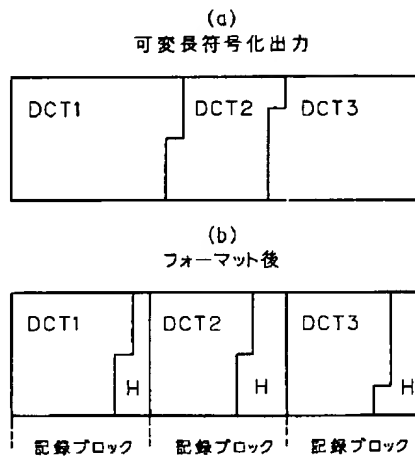 (a)
可変長符号化出力
DCT1 DCT2 DCT3
(b)
フォーマット後
DCT1 DCT2 DCT3
H H H
記録ブロック 記録ブロック 記録ブロック